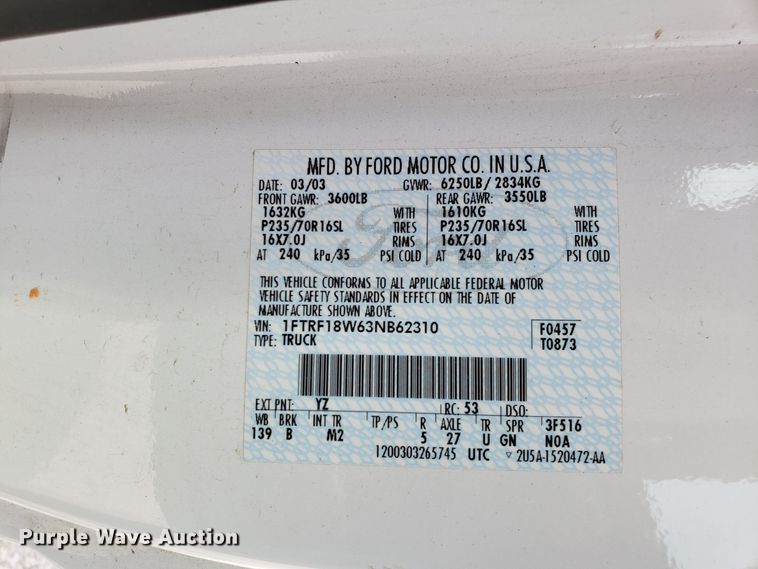 MFD. BY FORD MOTOR CO. IN U.S.A.
DATE: 03/03 GVWR: 6250LB/ 2834KG
FRONT GAWR: 3600LB REAR GAWR: 3550LB
1632KG WITH 1610KG WITH
P235/70R16SL TIRES P235/70R16SL TIRES
16X7.0J RIMS 16X7.0J RIMS
AT 240 kPa/35 PSI COLD AT 240 kPa/35 PSI COLD
Ford
THIS VEHICLE CONFORMS TO ALL APPLICABLE FEDERAL MOTOR
VEHICLE SAFETY STANDARDS IN EFFECT ON THE DATE OF
MANUFACTURE SHOWN ABOVE.
VIN: 1FTRF18W63NB62310 F0457
TYPE: TRUCK T0873
EXT PNT: YZ RC: 53 DSO:
WB BRK INT TR TP/PS R AXLE TR SPR 3F516
139 B M2 5 27 U GN NOA
1200303265745 UTC ▽ 2U5A-1520472-AA
Purple Wave Auction